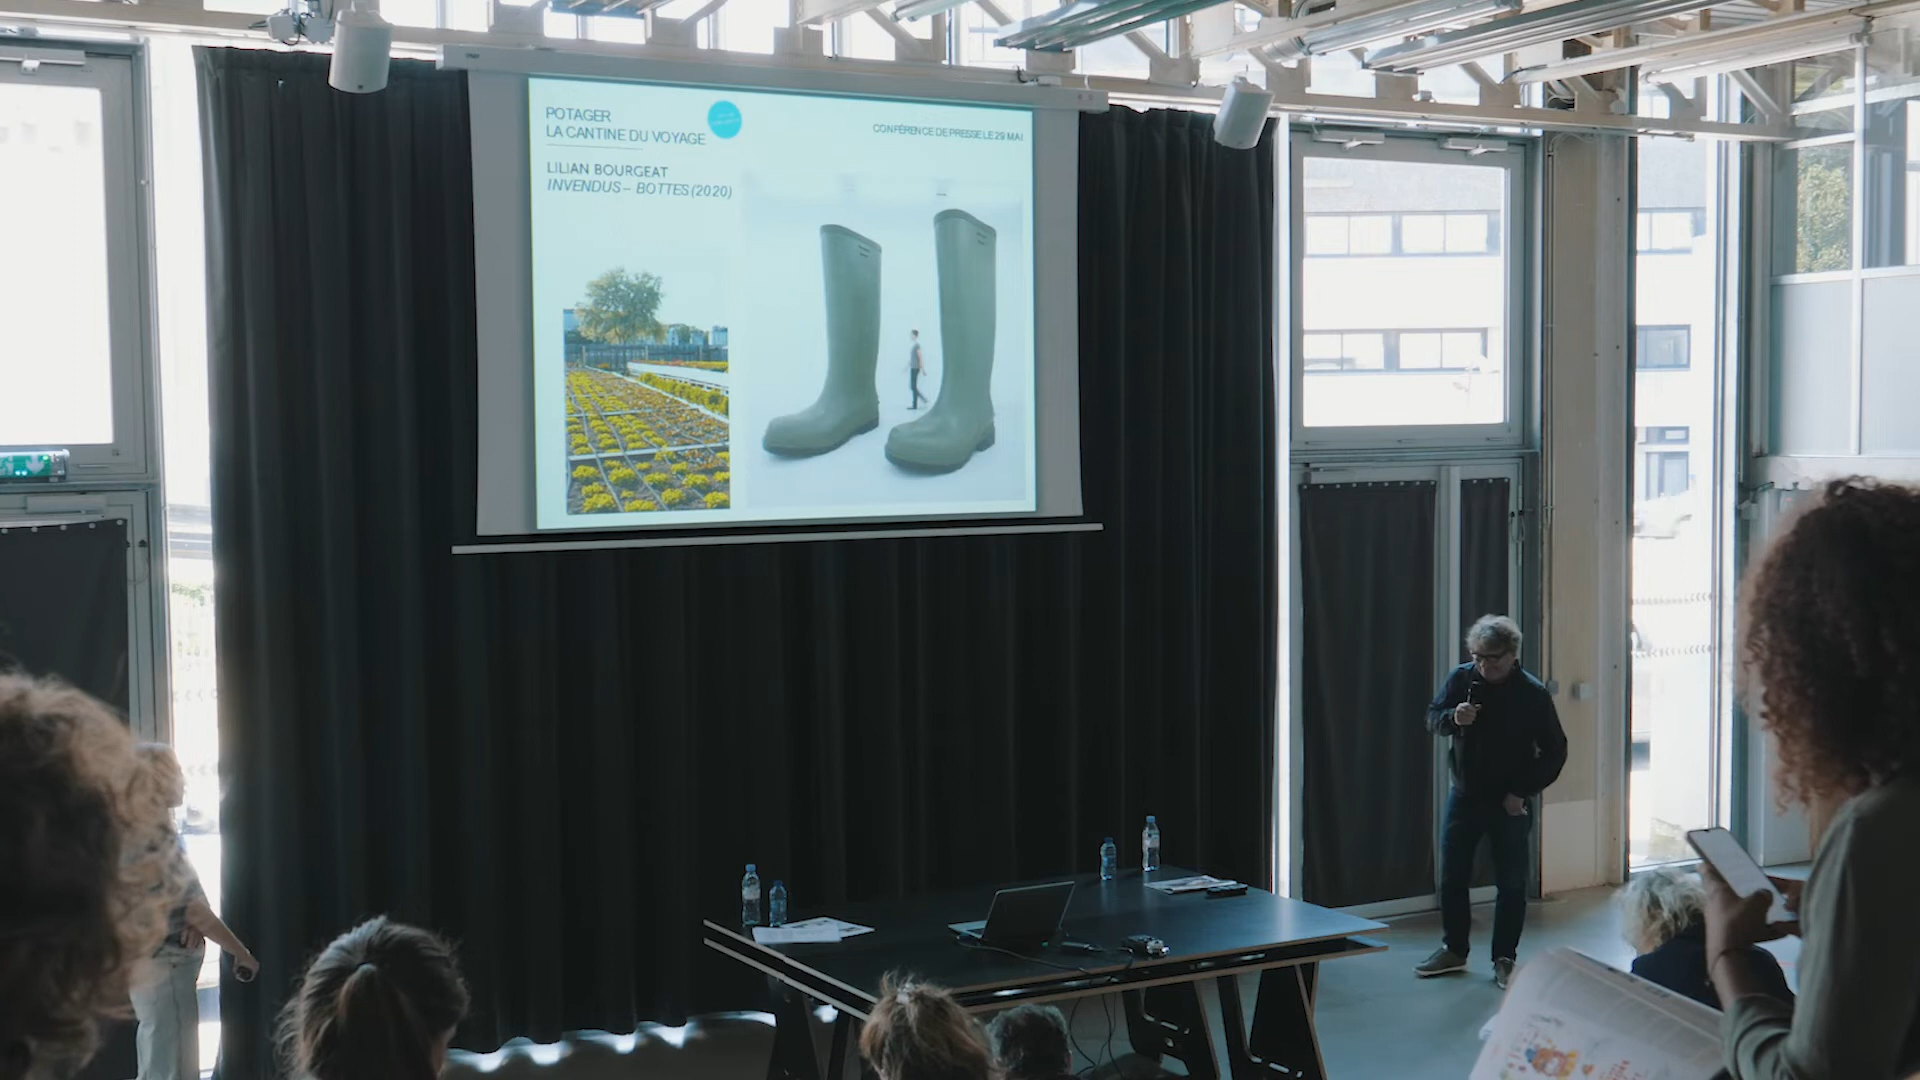 POTAGER
LA CANTINE DU VOYAGE
CONFÉRENCE DE PRESSE LE 29 MAI
LILIAN BOURGEAT
INVENDUS – BOTTES (2020)